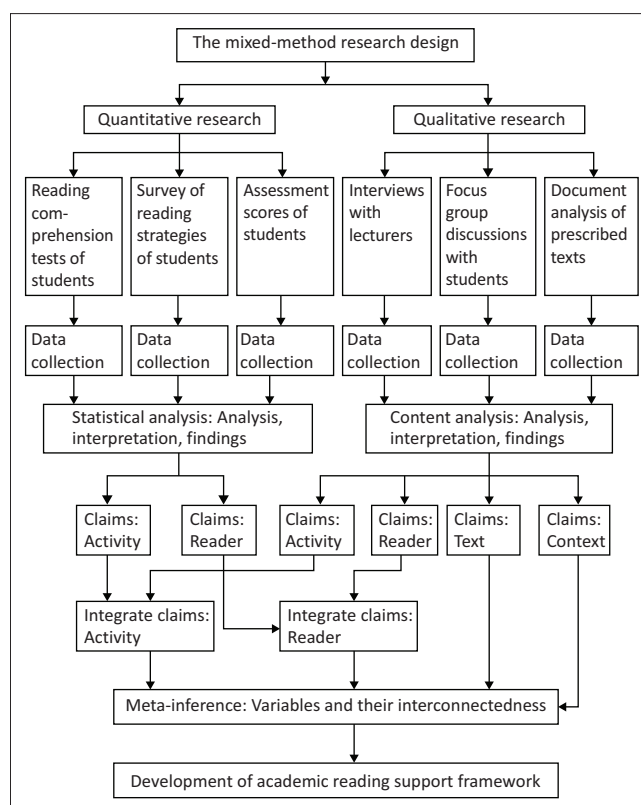 The mixed-method research design
Quantitative research
Qualitative research
Reading
com-
prehension
tests of
students
Survey of
reading
strategies
of students
Assessment
scores of
students
Interviews
with
lecturers
Focus
group
discussions
with
students
Document
analysis of
prescribed
texts
Data
collection
Data
collection
Data
collection
Data
collection
Data
collection
Data
collection
Statistical analysis: Analysis,
interpretation, findings
Content analysis: Analysis,
interpretation, findings
Claims:
Activity
Claims:
Reader
Claims:
Activity
Claims:
Reader
Claims:
Text
Claims:
Context
Integrate claims:
Activity
Integrate claims:
Reader
Meta-inference: Variables and their interconnectedness
Development of academic reading support framework